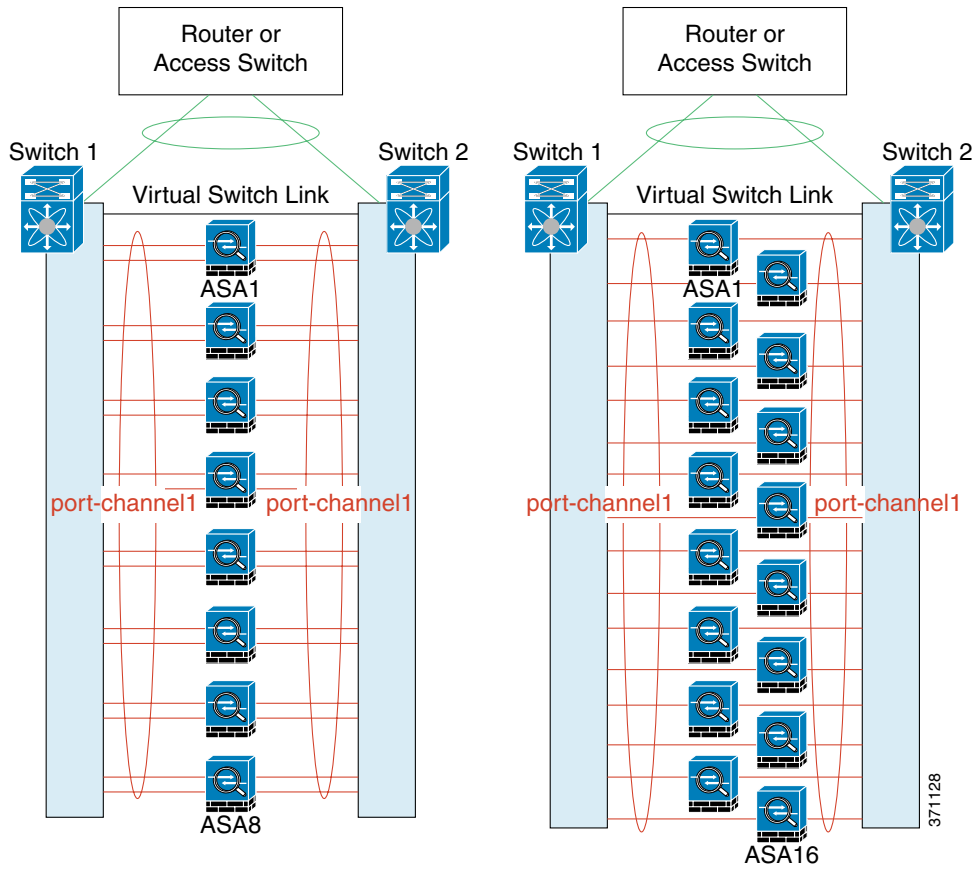 Router or
Access Switch
Switch 1
Switch 2
Virtual Switch Link
ASA1
port-channel1
port-channel1
ASA8
Router or
Access Switch
Switch 1
Switch 2
Virtual Switch Link
ASA1
port-channel1
port-channel1
ASA16
371128